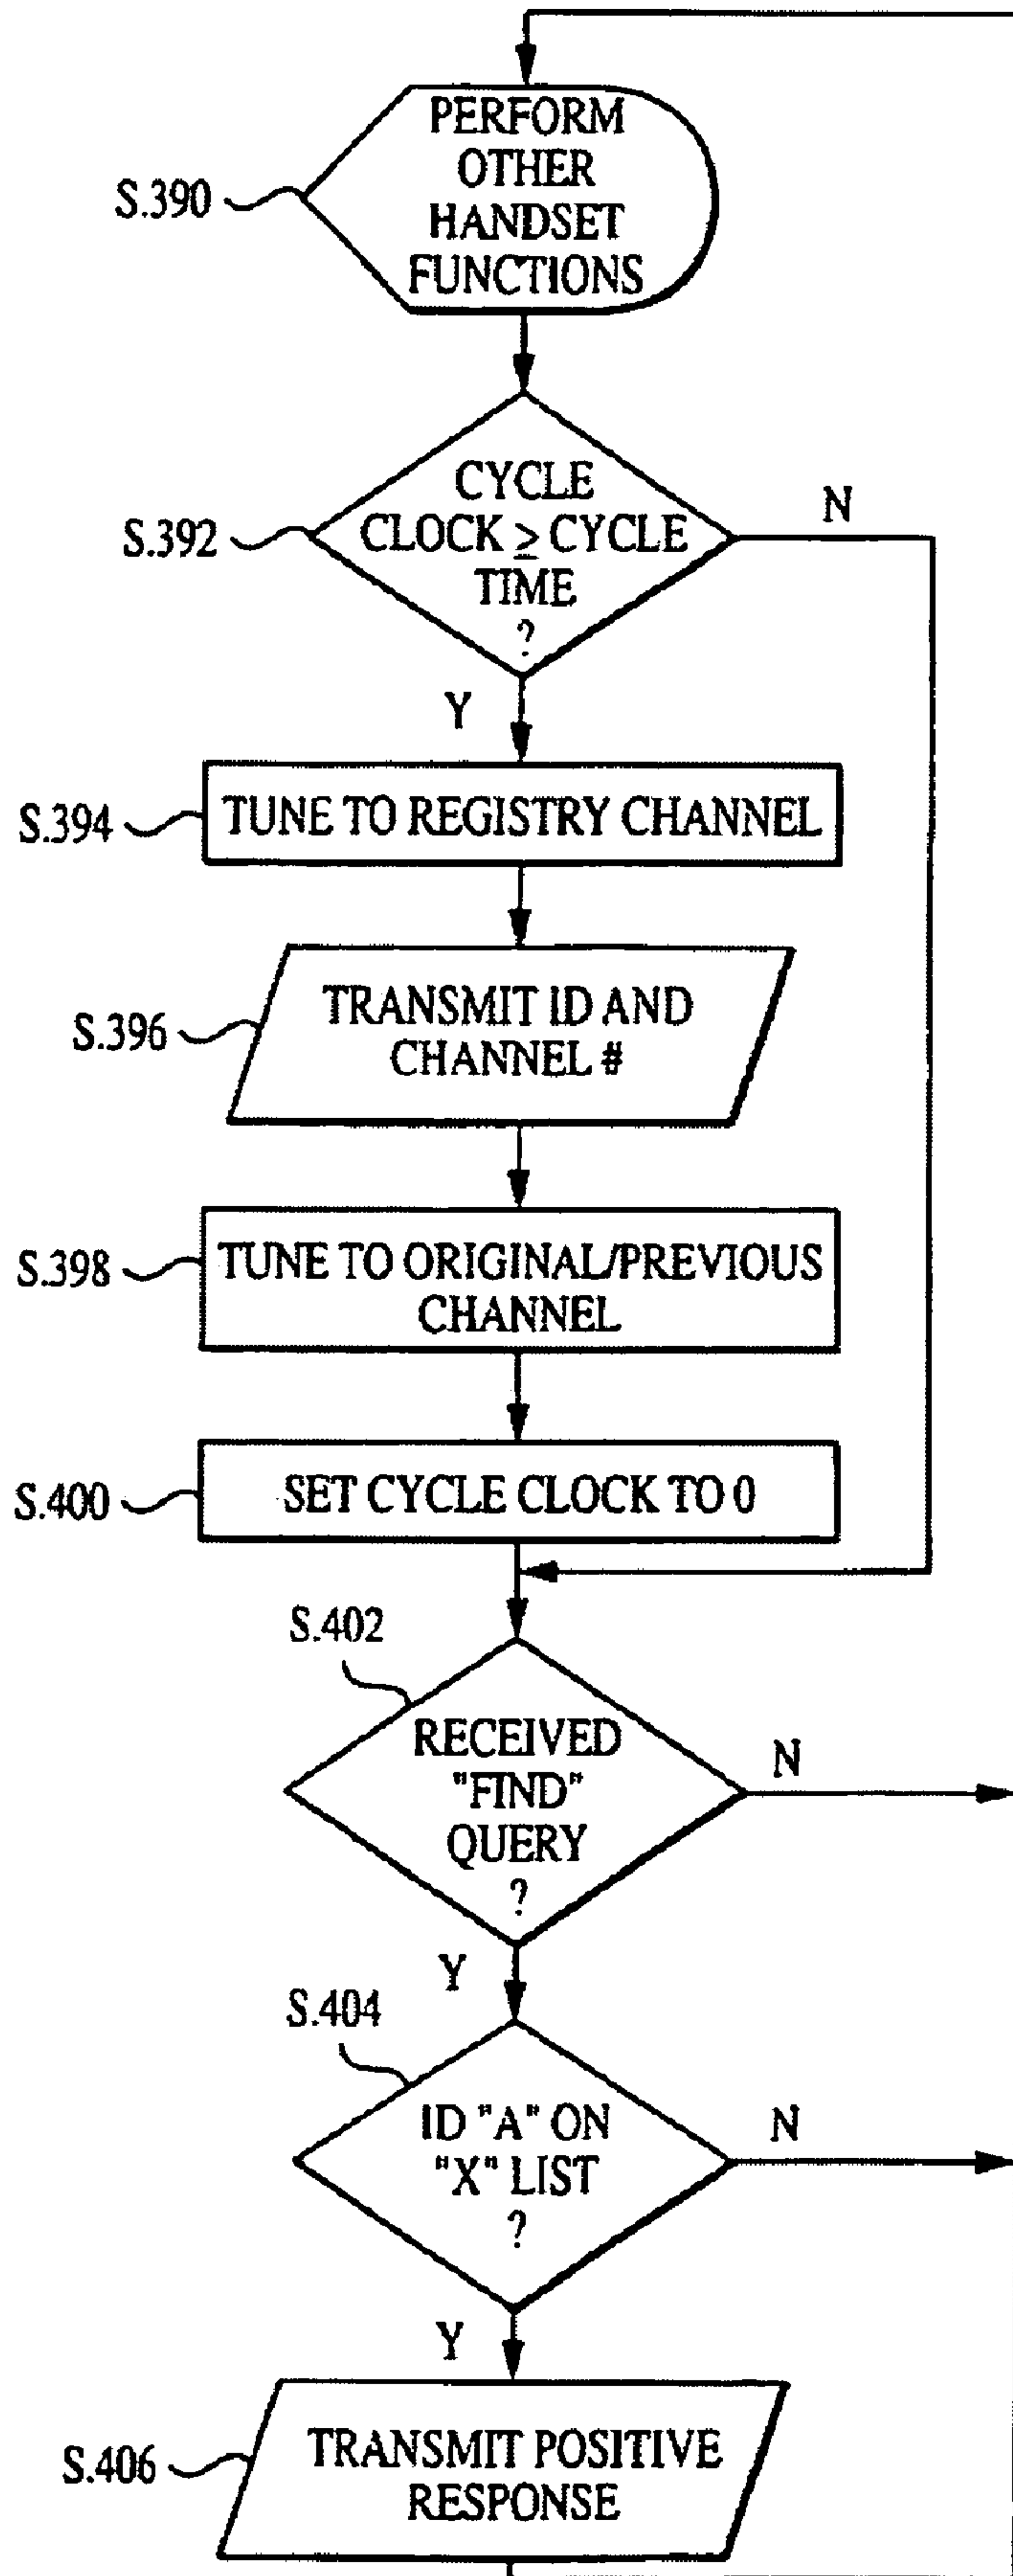 PERFORM
OTHER
HANDSET
FUNCTIONS
S.390
CYCLE
CLOCK ≥ CYCLE
TIME
?
S.392
N
Y
TUNE TO REGISTRY CHANNEL
S.394
TRANSMIT ID AND
CHANNEL #
S.396
TUNE TO ORIGINAL/PREVIOUS
CHANNEL
S.398
SET CYCLE CLOCK TO 0
S.400
S.402
RECEIVED
"FIND"
QUERY
?
N
Y
S.404
ID "A" ON
"X" LIST
?
N
Y
TRANSMIT POSITIVE
RESPONSE
S.406